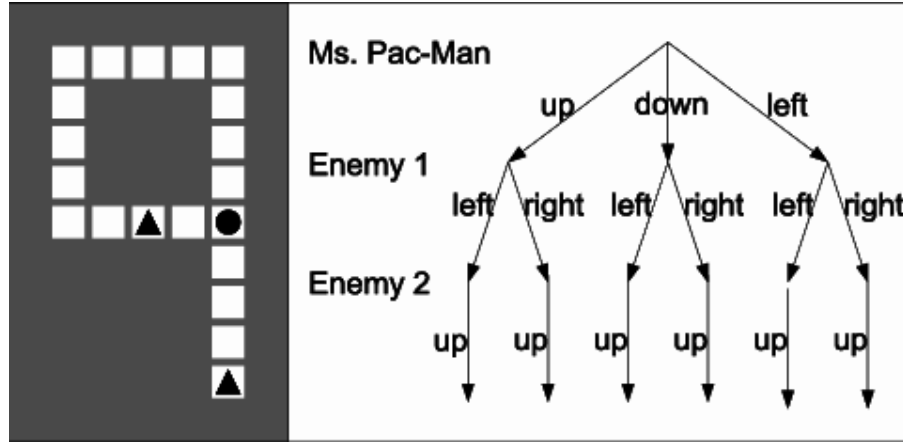 Ms. Pac-Man
up down left
Enemy 1
left right left right left right
Enemy 2
up up up up up up